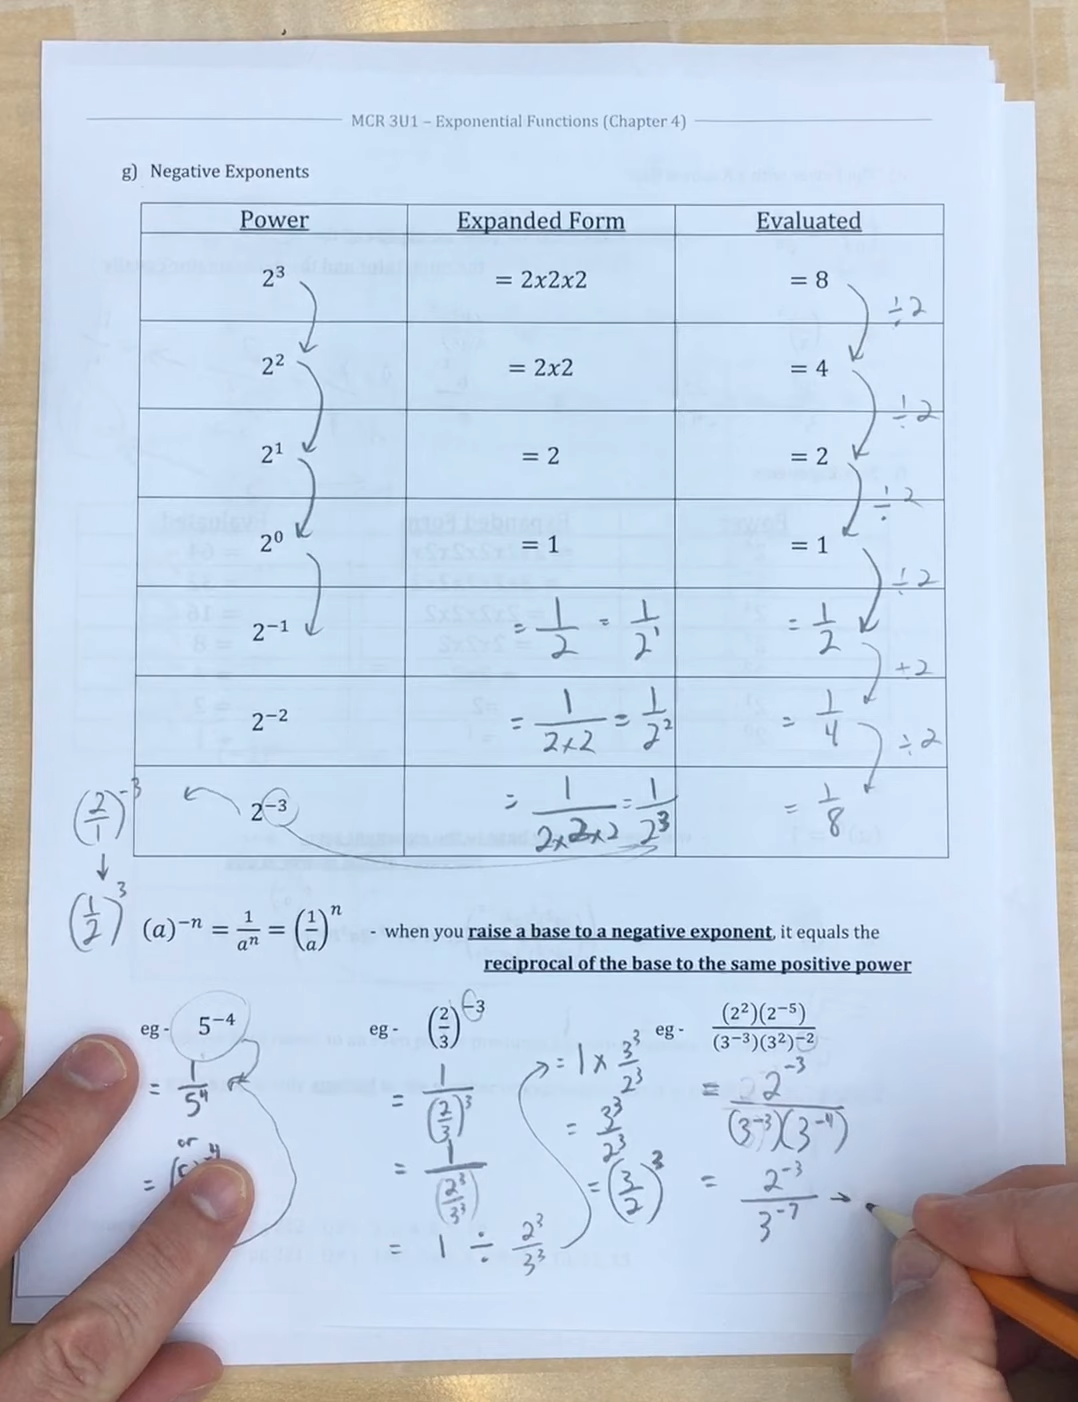 MCR 3U1 – Exponential Functions (Chapter 4)
g) Negative Exponents
Power Expanded Form Evaluated
2³ = 2x2x2 = 8
÷2
2² = 2x2 = 4
÷2
2¹ = 2 = 2
÷2
2⁰ = 1 = 1
÷2
2⁻¹ = 1/2 = 1/2¹ = 1/2
÷2
2⁻² = 1/(2×2) = 1/2² = 1/4
÷2
(2/1)⁻³ 2⁻³ = 1/(2×2×2) = 1/2³ = 1/8
(1/2)³ (a)⁻ⁿ = 1/aⁿ = (1/a)ⁿ - when you raise a base to a negative exponent, it equals the
reciprocal of the base to the same positive power
eg - 5⁻⁴
= 1/5⁴
or
eg - (2/3)⁻³
= 1/(2/3)³
= 1/(2³/3³)
= 1 ÷ 2³/3³
= 1 × 3³/2³
= 3³/2³
= (3/2)³
eg - (2²)(2⁻⁵)/(3⁻³)(3²)⁻²
= 2⁻³/(3⁻³)(3⁻⁴)
= 2⁻³/3⁻⁷ →